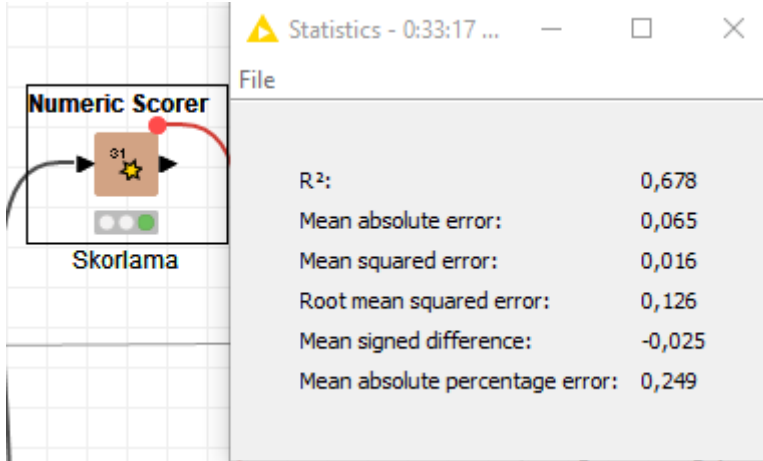 Statistics - 0:33:17 ...
File
Numeric Scorer
Skorlama
R²: 0,678
Mean absolute error: 0,065
Mean squared error: 0,016
Root mean squared error: 0,126
Mean signed difference: -0,025
Mean absolute percentage error: 0,249